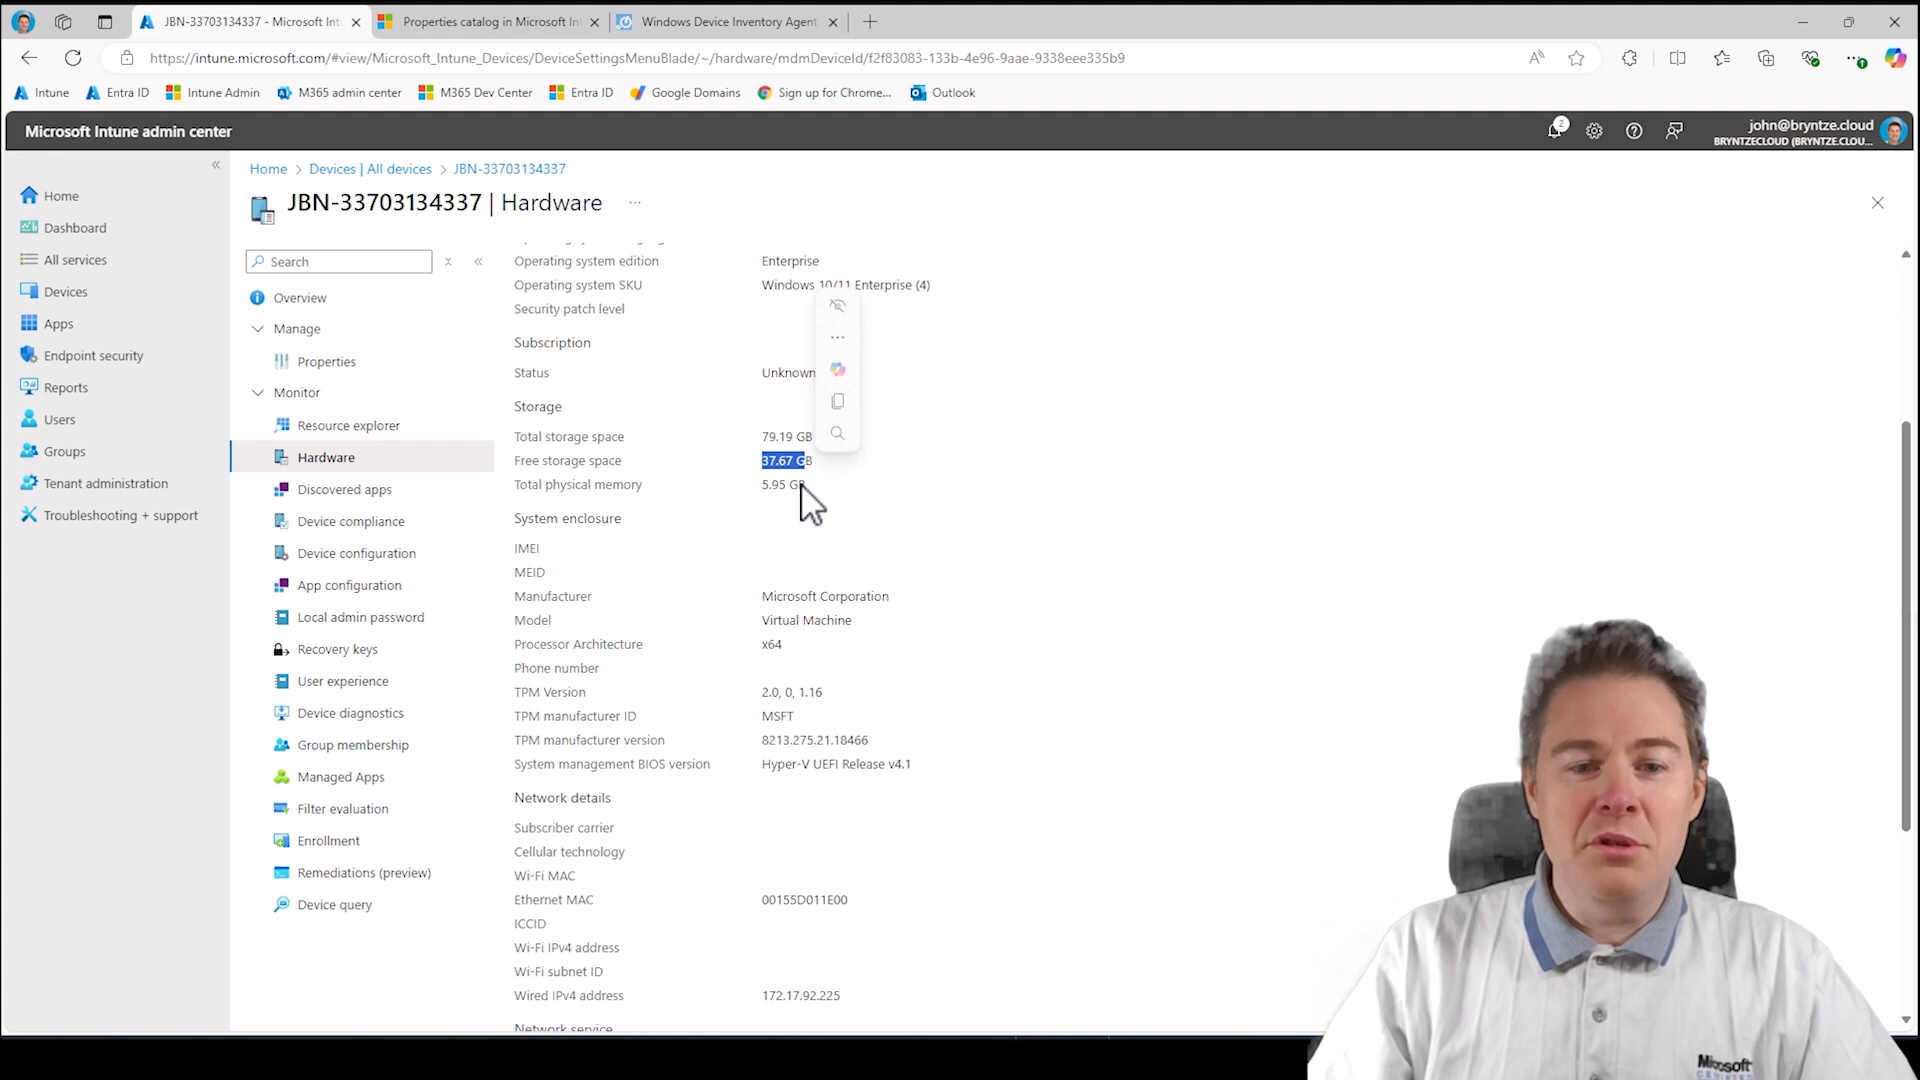 JBN-33703134337 - Microsoft Int
Properties catalog in Microsoft In
Windows Device Inventory Agent
https://intune.microsoft.com/#view/Microsoft_Intune_Devices/DeviceSettingsMenuBlade/~/hardware/mdmDeviceId/f2f83083-133b-4e96-9aae-9338eee335b9
Intune
Entra ID
Intune Admin
M365 admin center
M365 Dev Center
Entra ID
Google Domains
Sign up for Chrome...
Outlook
Microsoft Intune admin center
2
john@bryntze.cloud
BRYNTZECLOUD (BRYNTZE.CLOU...
Home
Dashboard
All services
Devices
Apps
Endpoint security
Reports
Users
Groups
Tenant administration
Troubleshooting + support
Home > Devices | All devices > JBN-33703134337
JBN-33703134337 | Hardware
Search
Overview
Manage
Properties
Monitor
Resource explorer
Hardware
Discovered apps
Device compliance
Device configuration
App configuration
Local admin password
Recovery keys
User experience
Device diagnostics
Group membership
Managed Apps
Filter evaluation
Enrollment
Remediations (preview)
Device query
Operating system edition Enterprise
Operating system SKU Windows 10/11 Enterprise (4)
Security patch level
Subscription
Status Unknown
Storage
Total storage space 79.19 GB
Free storage space 37.67 GB
Total physical memory 5.95 GB
System enclosure
IMEI
MEID
Manufacturer Microsoft Corporation
Model Virtual Machine
Processor Architecture x64
Phone number
TPM Version 2.0, 0, 1.16
TPM manufacturer ID MSFT
TPM manufacturer version 8213.275.21.18466
System management BIOS version Hyper-V UEFI Release v4.1
Network details
Subscriber carrier
Cellular technology
Wi-Fi MAC
Ethernet MAC 00155D011E00
ICCID
Wi-Fi IPv4 address
Wi-Fi subnet ID
Wired IPv4 address 172.17.92.225
Network service
Microsoft